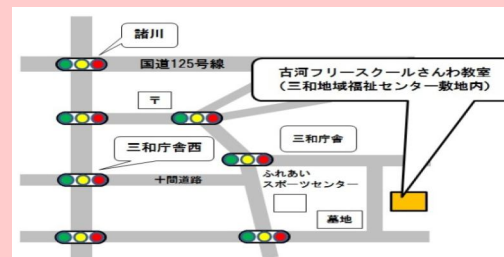 諸川
国道125号線
古河フリースクールさんわ教室
(三和地域福祉センター敷地内)
〒
三和庁舎
三和庁舎西
ふれあい
スポーツセンター
十間道路
墓地